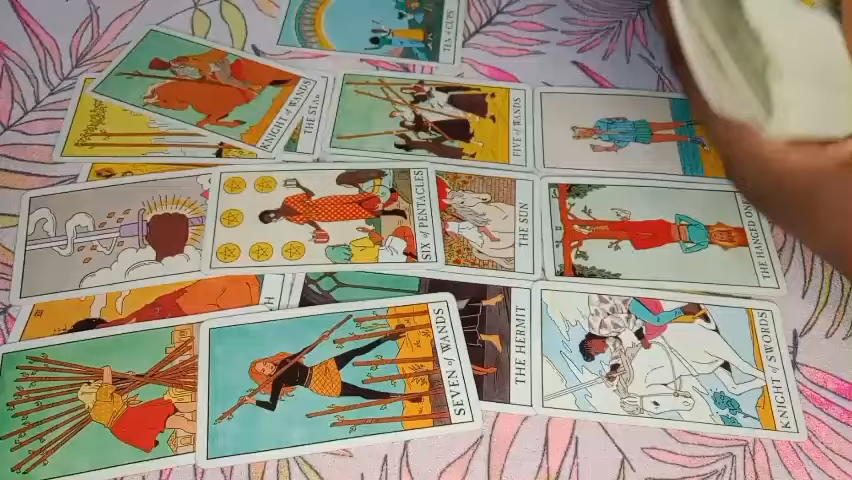 TEN of CUPS
KNIGHT of WANDS
THE STAR
FIVE of WANDS
SIX of PENTACLES
THE SUN
THE HANGED ONE
SEVEN of WANDS
THE HERMIT
KNIGHT of SWORDS